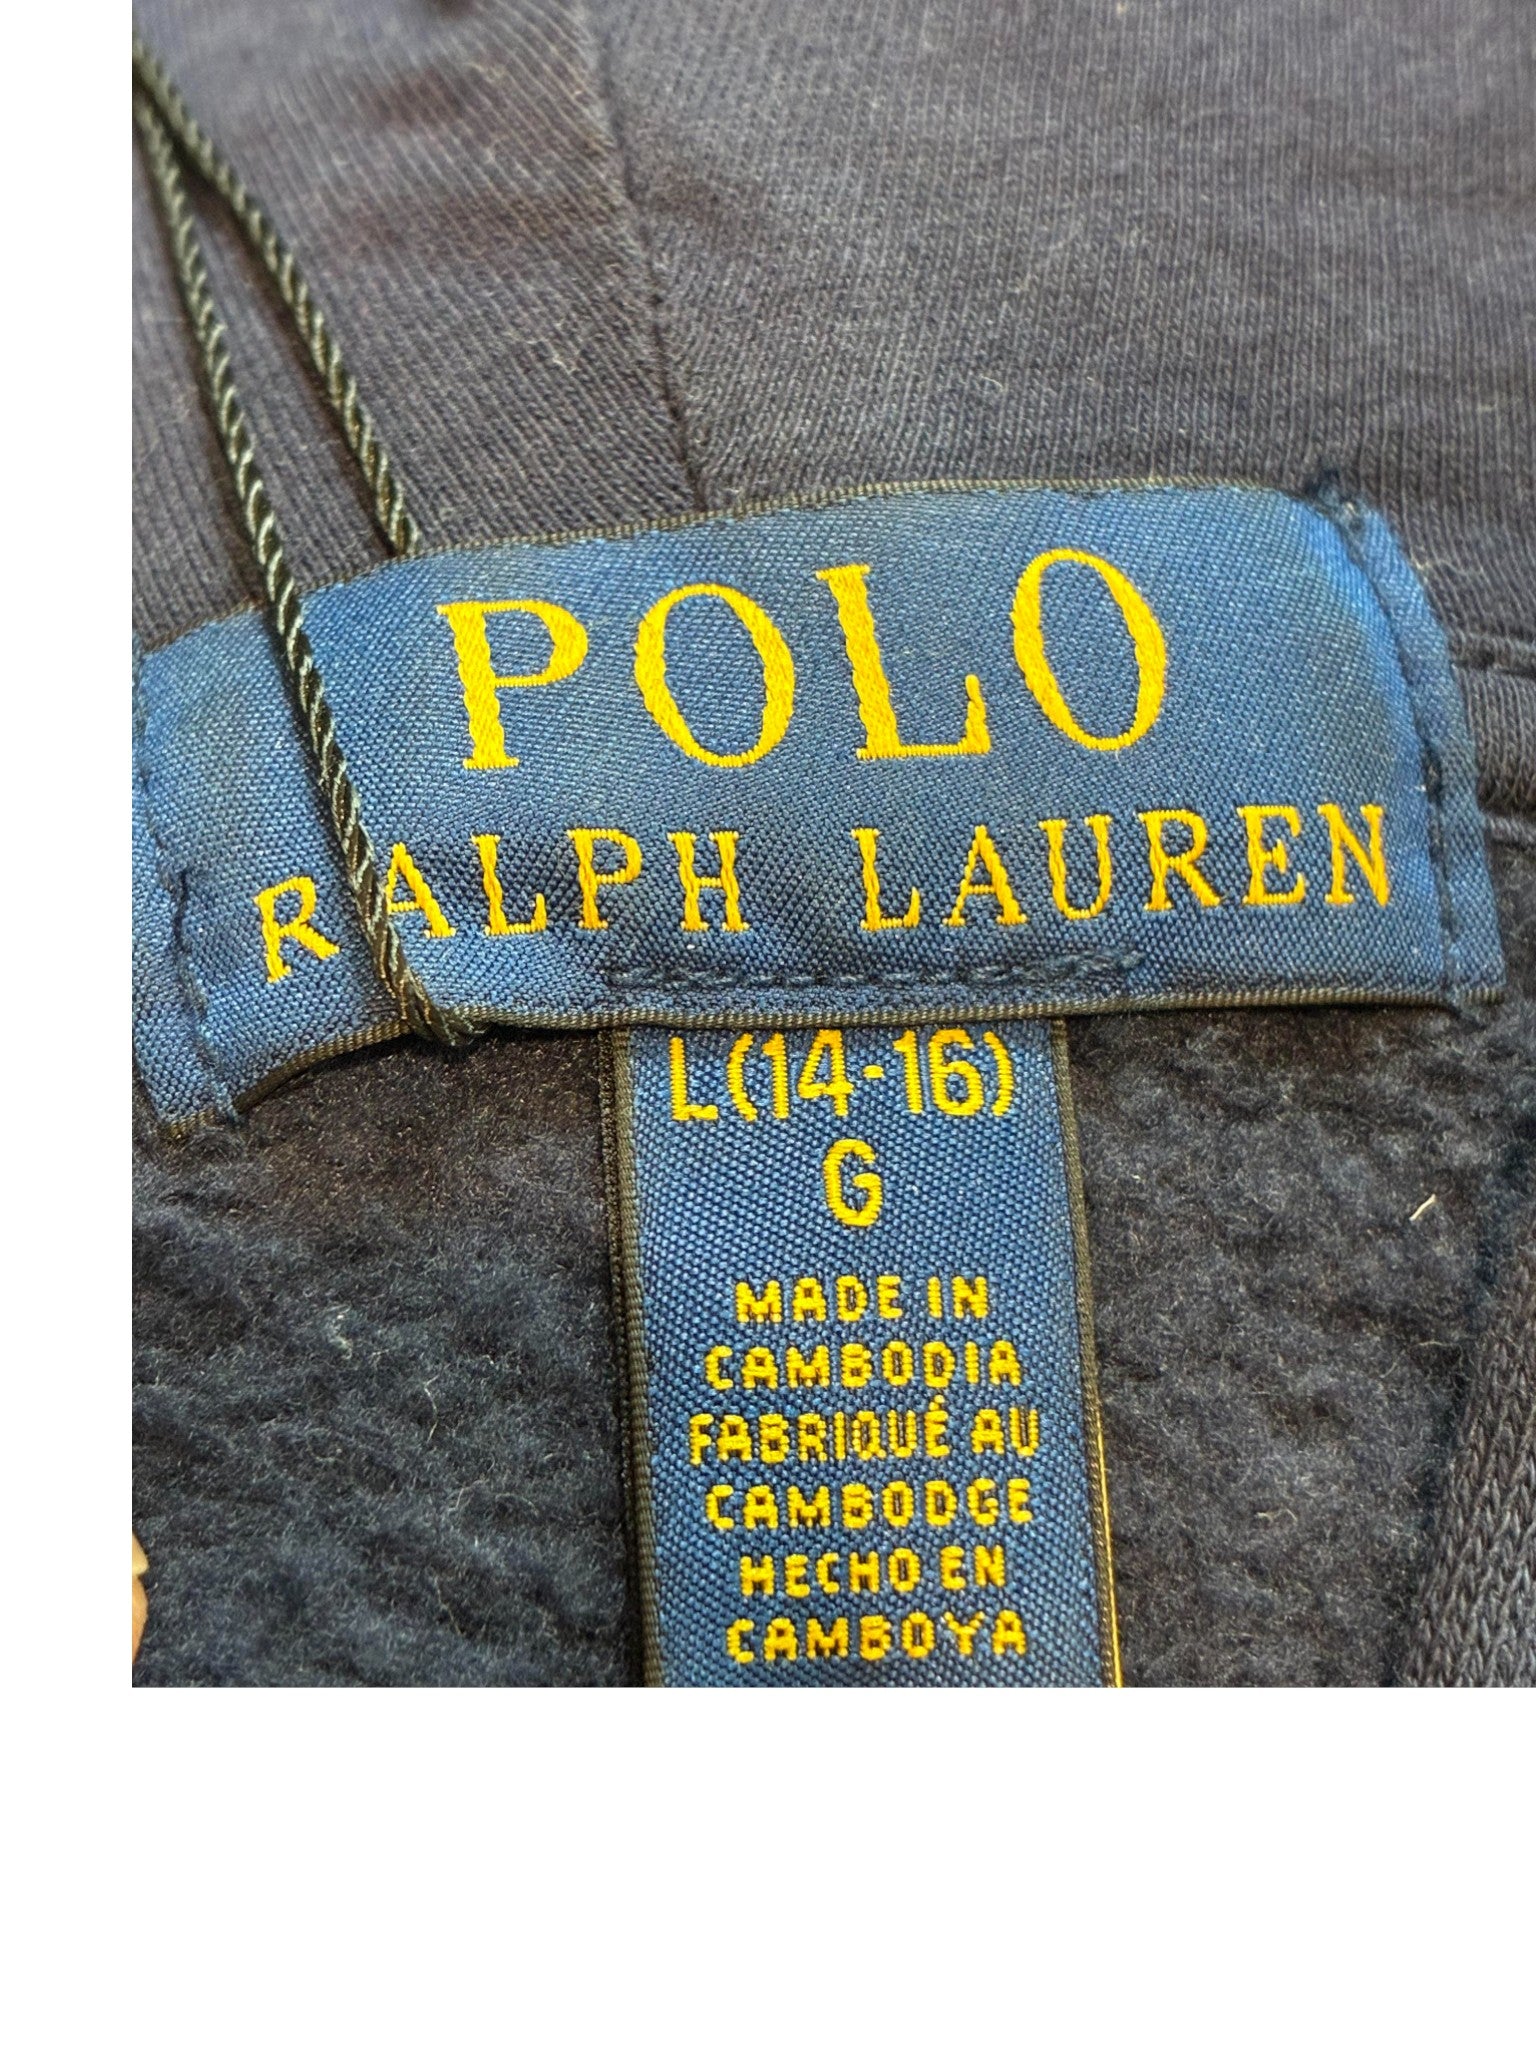 POLO
RALPH LAUREN
L(14-16)
G
MADE IN
CAMBODIA
FABRIQUÉ AU
CAMBODGE
HECHO EN
CAMBOYA